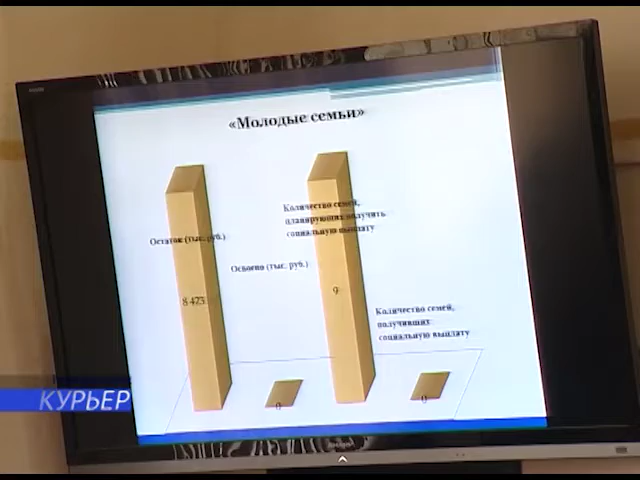 «Молодые семьи»
Количество семей,
планирующих получить
социальную выплату
Остаток (тыс. руб.)
Освоено (тыс. руб.)
9
8 423
Количество семей,
получивших
социальную выплату
0
0
КУРЬЕР